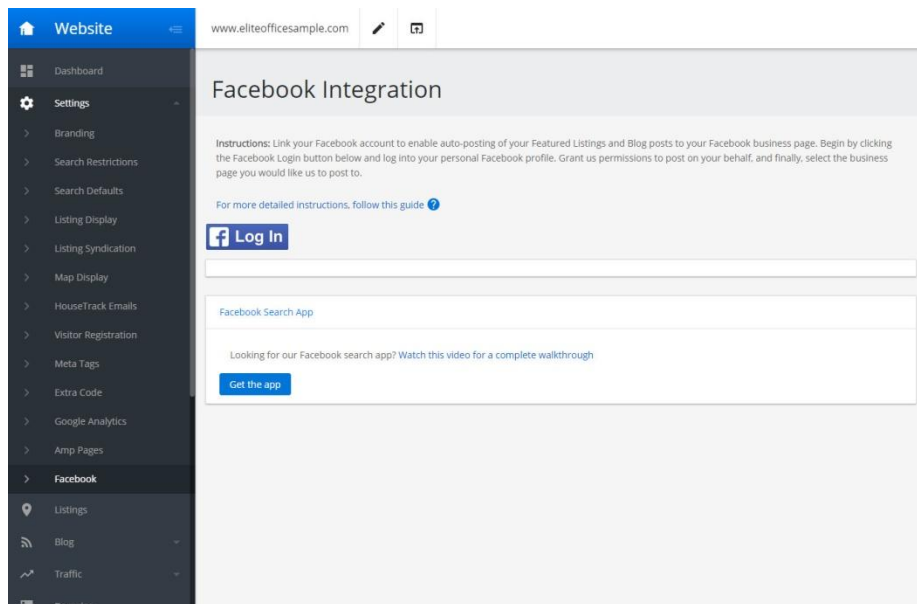 Website
www.eliteofficesample.com
Dashboard
Settings
Branding
Search Restrictions
Search Defaults
Listing Display
Listing Syndication
Map Display
HouseTrack Emails
Visitor Registration
Meta Tags
Extra Code
Google Analytics
Amp Pages
Facebook
Listings
Blog
Traffic
Facebook Integration
Instructions: Link your Facebook account to enable auto-posting of your Featured Listings and Blog posts to your Facebook business page. Begin by clicking
the Facebook Login button below and log into your personal Facebook profile. Grant us permissions to post on your behalf, and finally, select the business
page you would like us to post to.
For more detailed instructions, follow this guide ?
f Log In
Facebook Search App
Looking for our Facebook search app? Watch this video for a complete walkthrough
Get the app